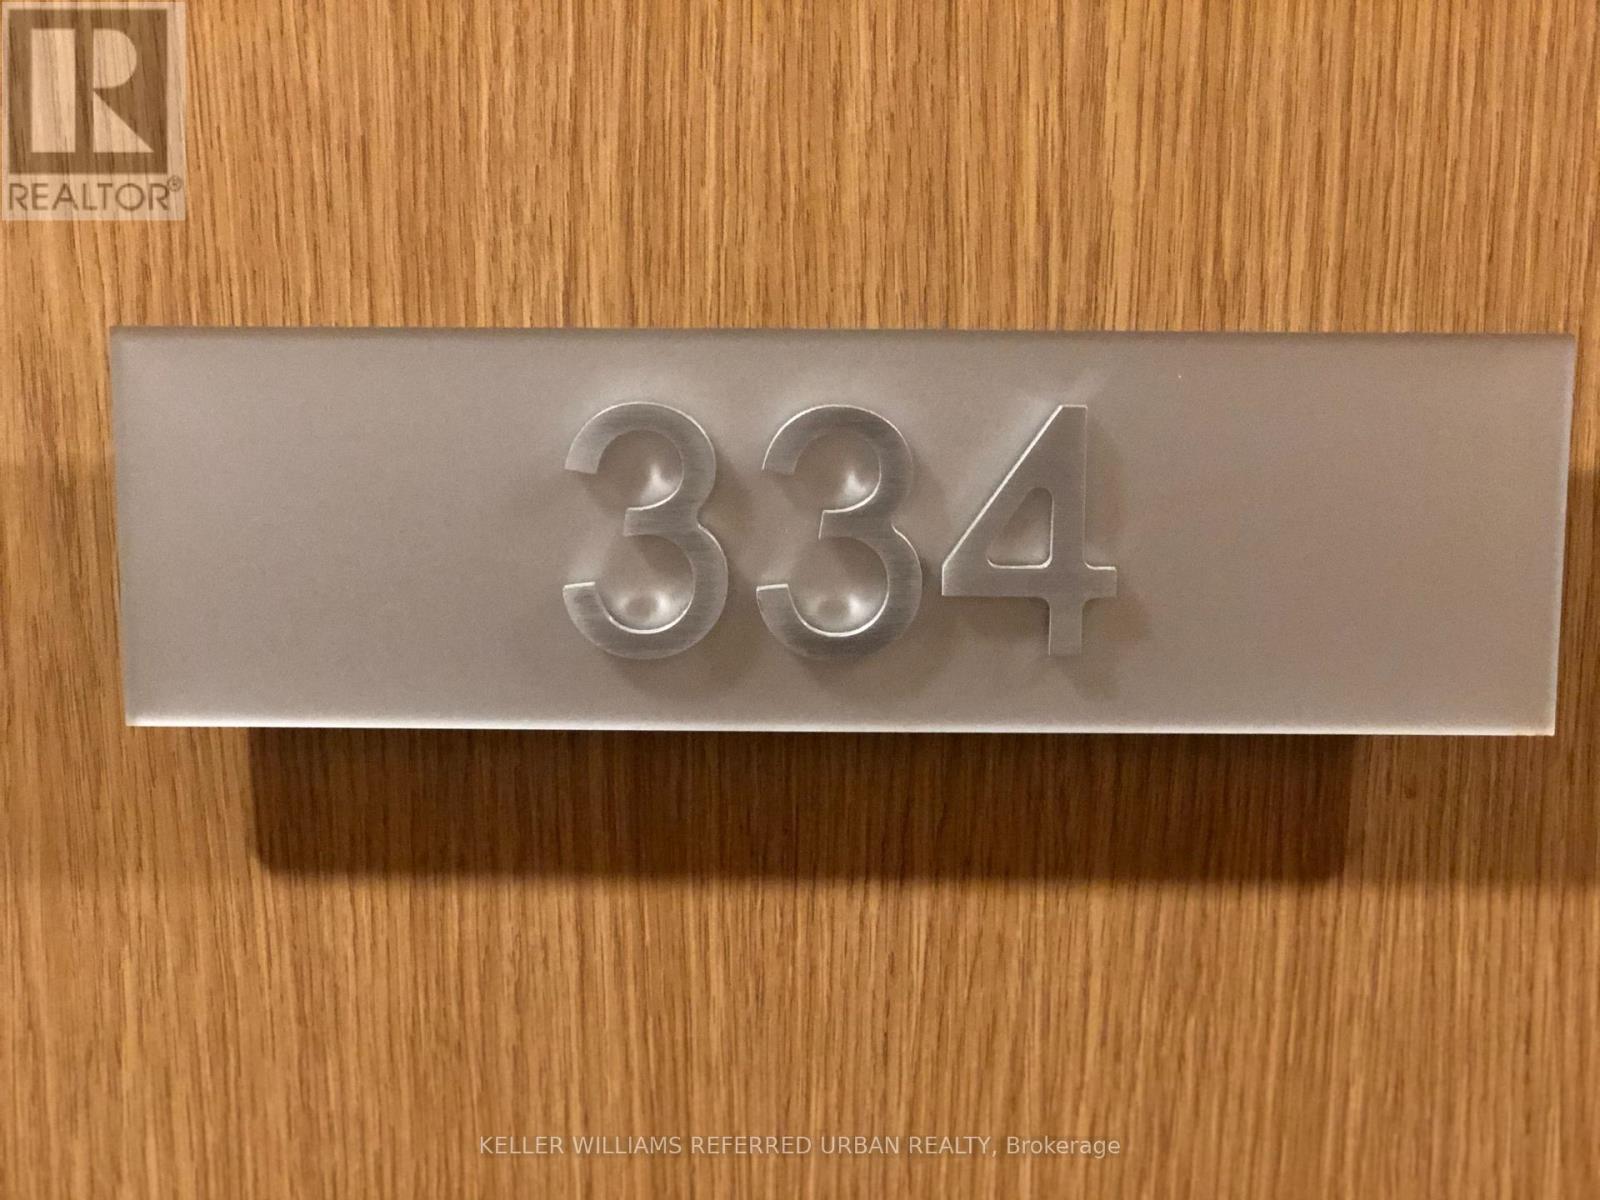 REALTOR®
334
KELLER WILLIAMS REFERRED URBAN REALTY, Brokerage